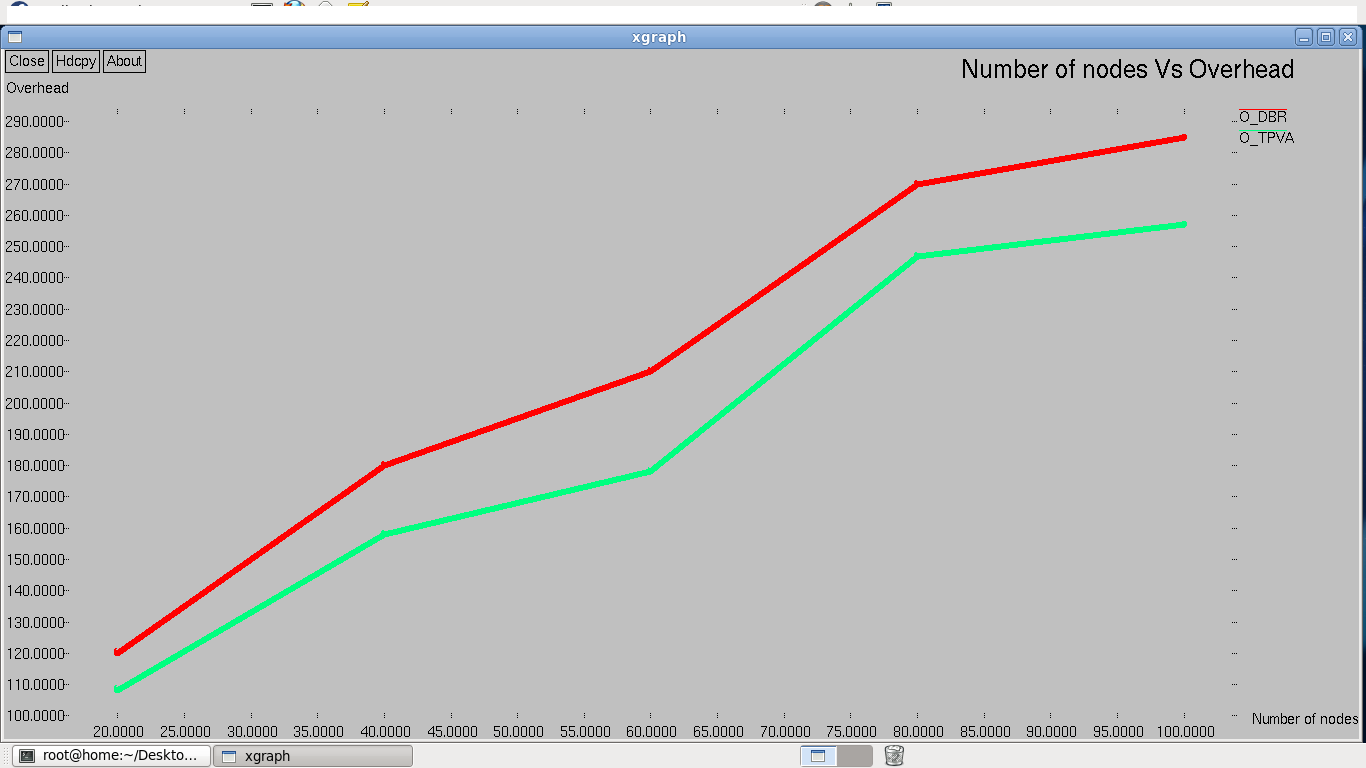 xgraph
Close Hdcpy About
Number of nodes Vs Overhead
Overhead
O_DBR
O_TPVA
290.0000
280.0000
270.0000
260.0000
250.0000
240.0000
230.0000
220.0000
210.0000
200.0000
190.0000
180.0000
170.0000
160.0000
150.0000
140.0000
130.0000
120.0000
110.0000
100.0000
Number of nodes
20.0000 25.0000 30.0000 35.0000 40.0000 45.0000 50.0000 55.0000 60.0000 65.0000 70.0000 75.0000 80.0000 85.0000 90.0000 95.0000 100.0000
root@home:~/Deskto... xgraph